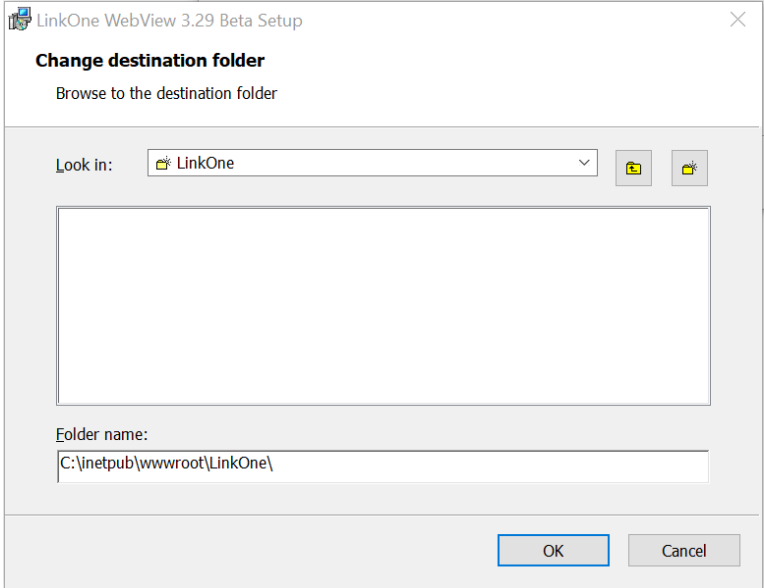 LinkOne WebView 3.29 Beta Setup
Change destination folder
Browse to the destination folder
Look in:
LinkOne
Folder name:
C:\inetpub\wwwroot\LinkOne\
OK
Cancel